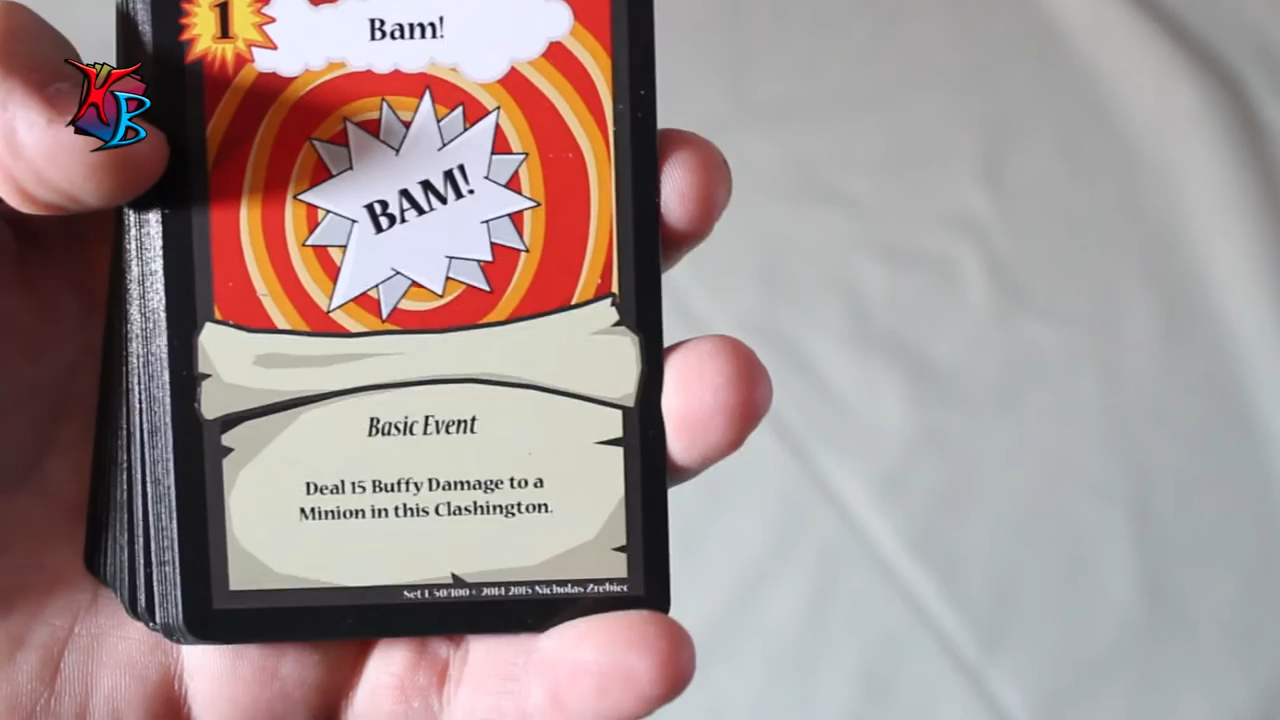 1
Bam!
KB
BAM!
Basic Event
Deal 15 Buffy Damage to a
Minion in this Clashington.
Set 1 50/100 © 2014 2015 Nicholas Zrebiec